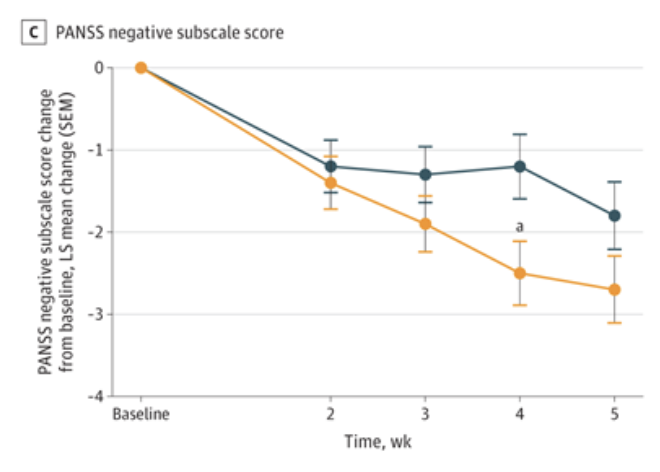 C PANSS negative subscale score
PANSS negative subscale score change
from baseline, LS mean change (SEM)
0
-1
-2
-3
-4
a
Baseline 2 3 4 5
Time, wk